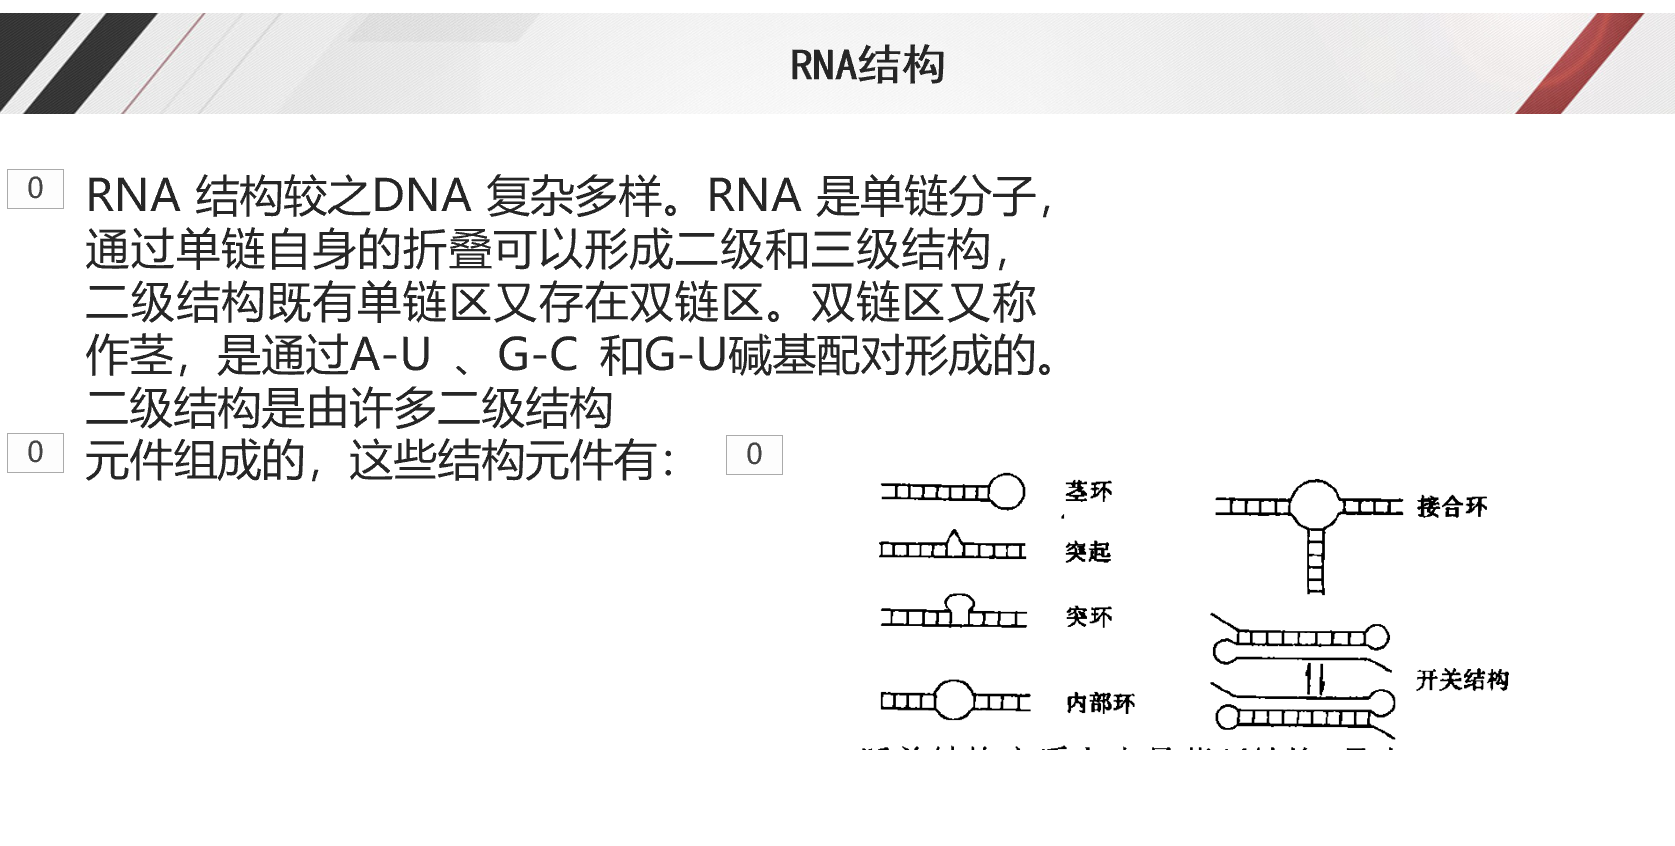 RNA结构
0
RNA 结构较之DNA 复杂多样。RNA 是单链分子，
通过单链自身的折叠可以形成二级和三级结构，
二级结构既有单链区又存在双链区。双链区又称
作茎，是通过A-U 、G-C 和G-U碱基配对形成的。
二级结构是由许多二级结构
0
元件组成的，这些结构元件有：
0
茎环
突起
突环
内部环
接合环
开关结构